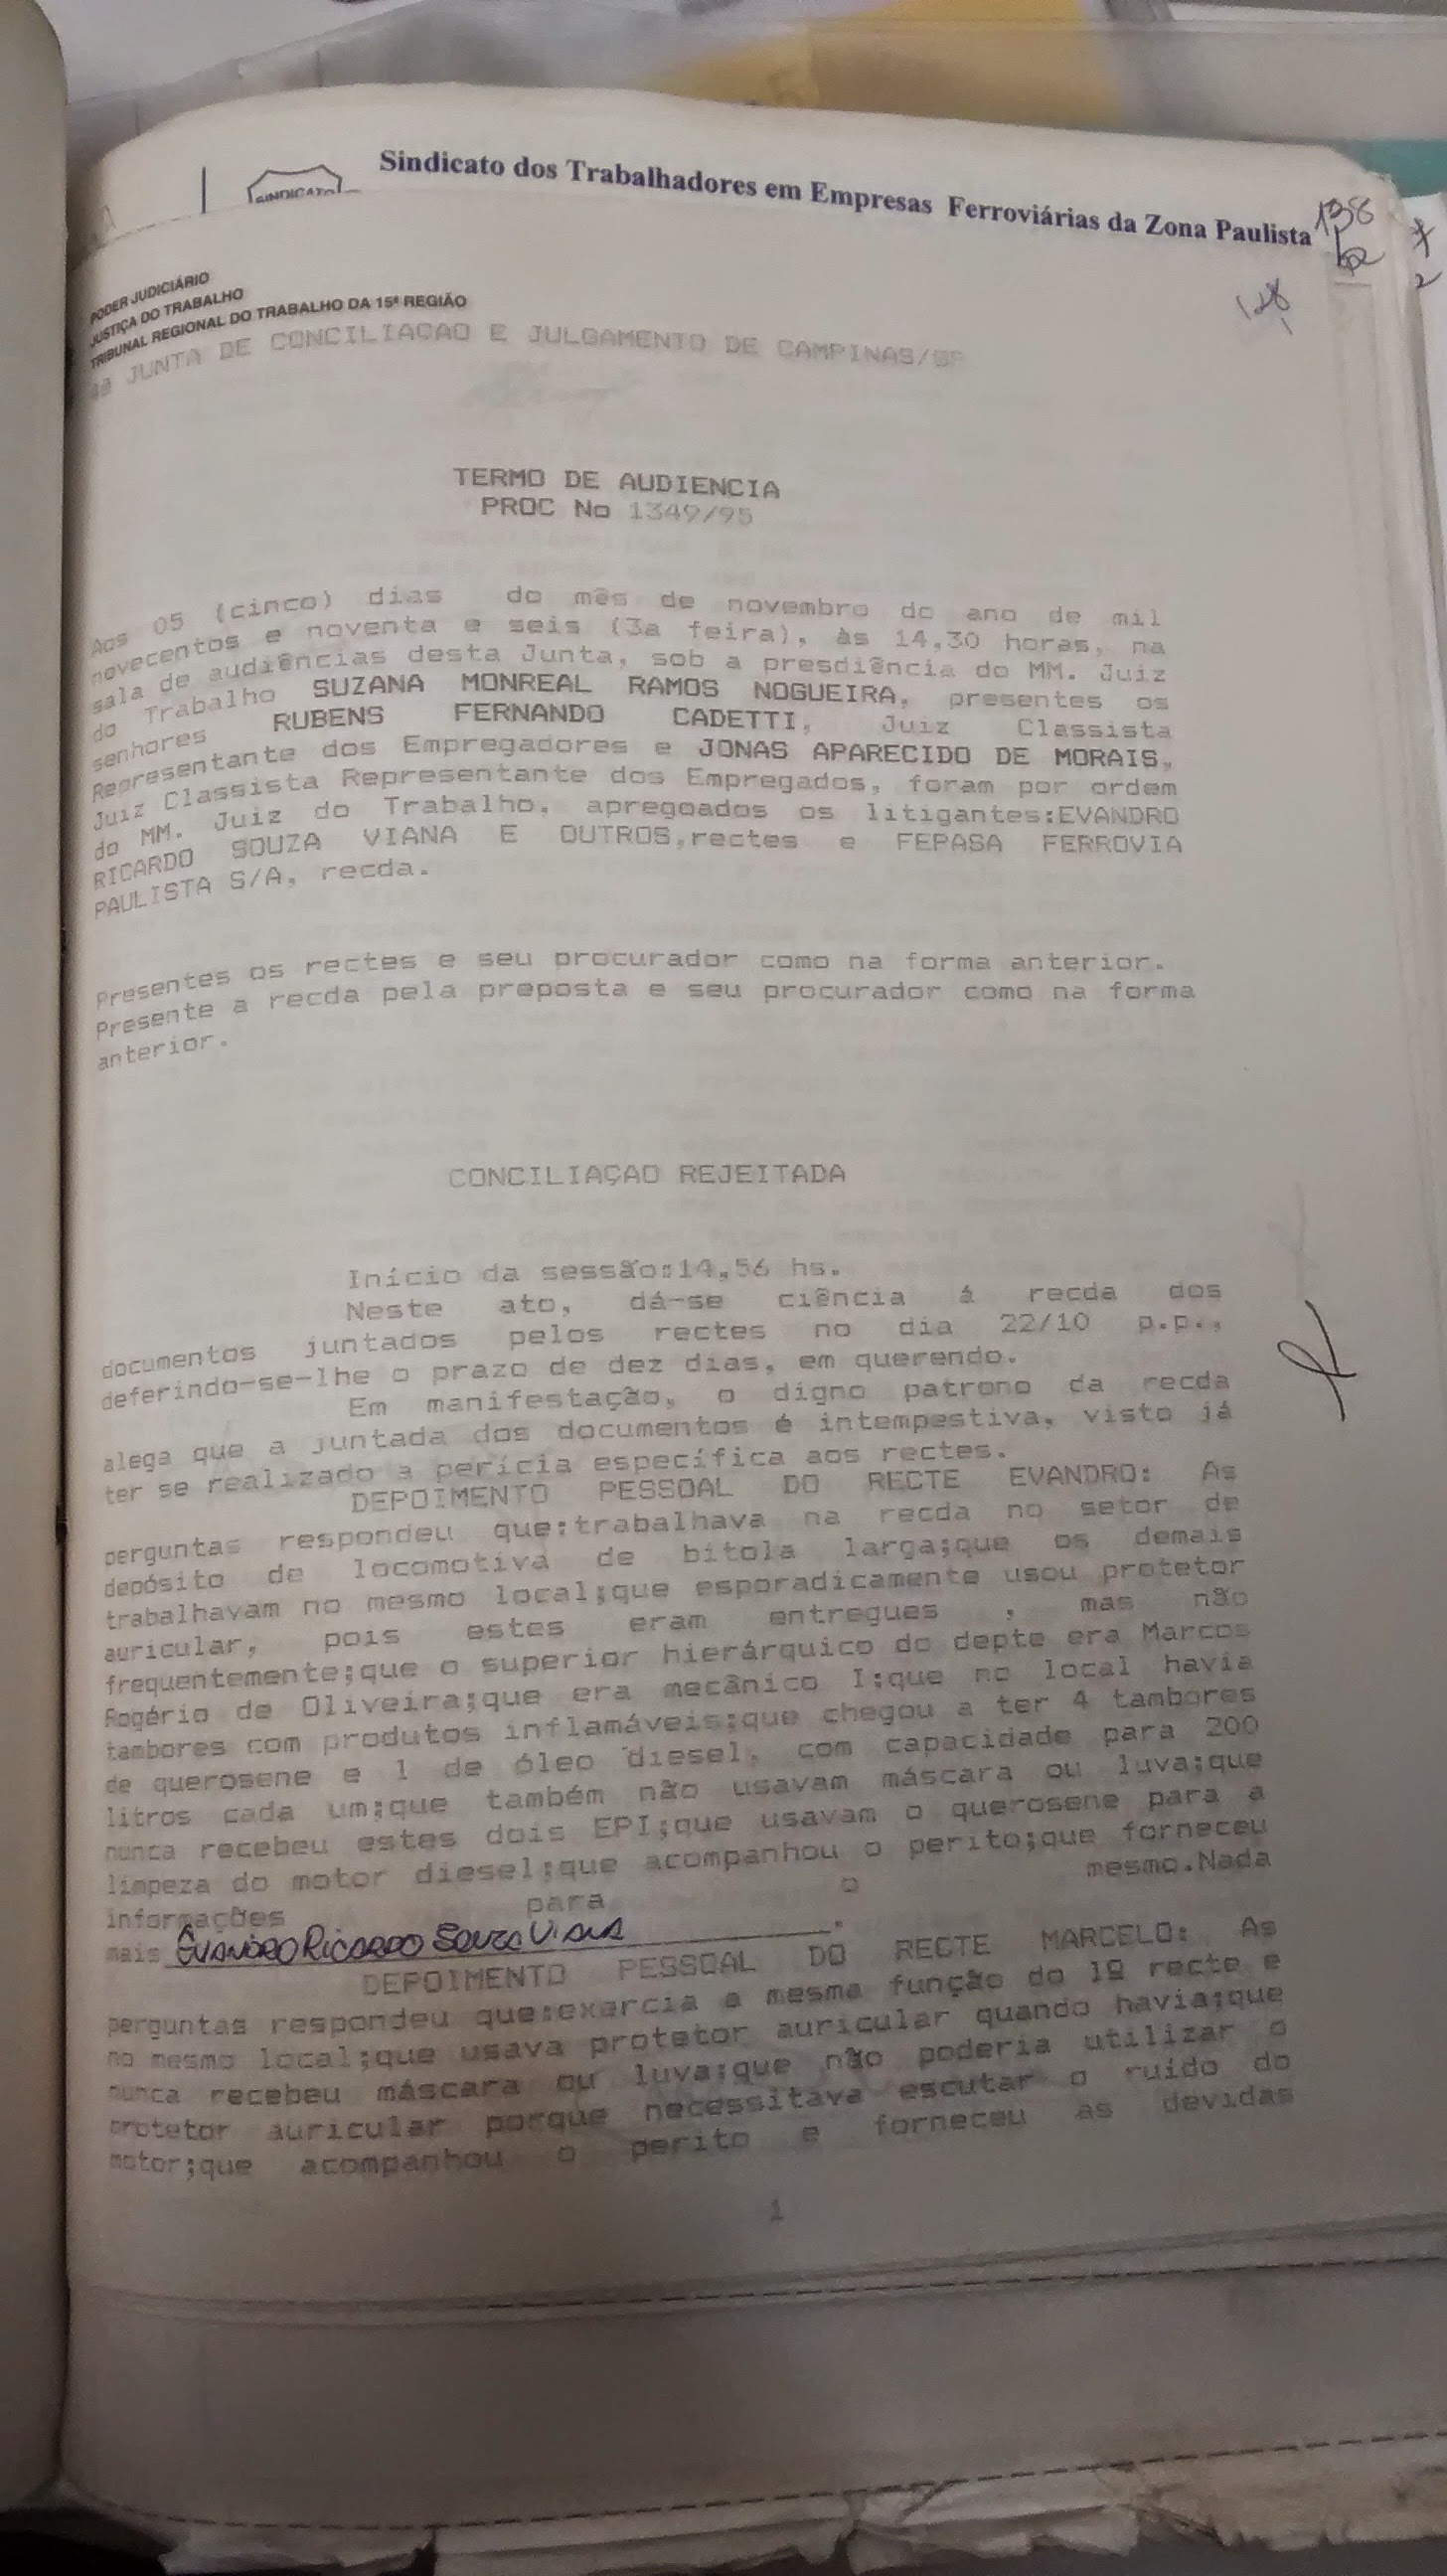 Sindicato dos Trabalhadores em Empresas Ferroviárias da Zona Paulista
SINDICATO
138
128
PODER JUDICIÁRIO
JUSTIÇA DO TRABALHO
TRIBUNAL REGIONAL DO TRABALHO DA 15ª REGIÃO
JUNTA DE CONCILIAÇAO E JULGAMENTO DE CAMPINAS/SP
TERMO DE AUDIENCIA
PROC No 1349/95
Aos 05 (cinco) dias do mês de novembro do ano de mil
novecentos e noventa e seis (3a feira), às 14,30 horas, na
sala de audiências desta Junta, sob a presdiência do MM. Juiz
do Trabalho SUZANA MONREAL RAMOS NOGUEIRA, presentes os
senhores RUBENS FERNANDO CADETTI, Juiz Classista
Representante dos Empregadores e JONAS APARECIDO DE MORAIS,
Juiz Classista Representante dos Empregados, foram por ordem
do MM. Juiz do Trabalho, apregoados os litigantes:EVANDRO
RICARDO SOUZA VIANA E OUTROS,rectes e FEPASA FERROVIA
PAULISTA S/A, recda.
Presentes os rectes e seu procurador como na forma anterior.
Presente a recda pela preposta e seu procurador como na forma
anterior.
CONCILIAÇAO REJEITADA
Início da sessão:14,56 hs.
Neste ato, dá-se ciência á recda dos
documentos juntados pelos rectes no dia 22/10 p.p.,
deferindo-se-lhe o prazo de dez dias, em querendo.
Em manifestação, o digno patrono da recda
alega que a juntada dos documentos é intempestiva, visto já
ter se realizado a perícia específica aos rectes.
DEPOIMENTO PESSOAL DO RECTE EVANDRO: As
perguntas respondeu que:trabalhava na recda no setor de
depósito de locomotiva de bitola larga;que os demais
trabalhavam no mesmo local;que esporadicamente usou protetor
auricular, pois estes eram entregues , mas não
frequentemente;que o superior hierárquico do depte era Marcos
Rogério de Oliveira;que era mecânico I;que no local havia
tambores com produtos inflamáveis;que chegou a ter 4 tambores
de querosene e 1 de óleo diesel, com capacidade para 200
litros cada um;que também não usavam máscara ou luva;que
nunca recebeu estes dois EPI;que usavam o querosene para a
limpeza do motor diesel;que acompanhou o perito;que forneceu
informações para o mesmo.Nada
mais EVANDRO RICARDO SOUZA VIANA .
DEPOIMENTO PESSOAL DO RECTE MARCELO: As
perguntas respondeu que:exercia a mesma função do 1º recte e
no mesmo local;que usava protetor auricular quando havia;que
nunca recebeu máscara ou luva;que não poderia utilizar o
protetor auricular porque necessitava escutar o ruído do
motor;que acompanhou o perito e forneceu as devidas
1